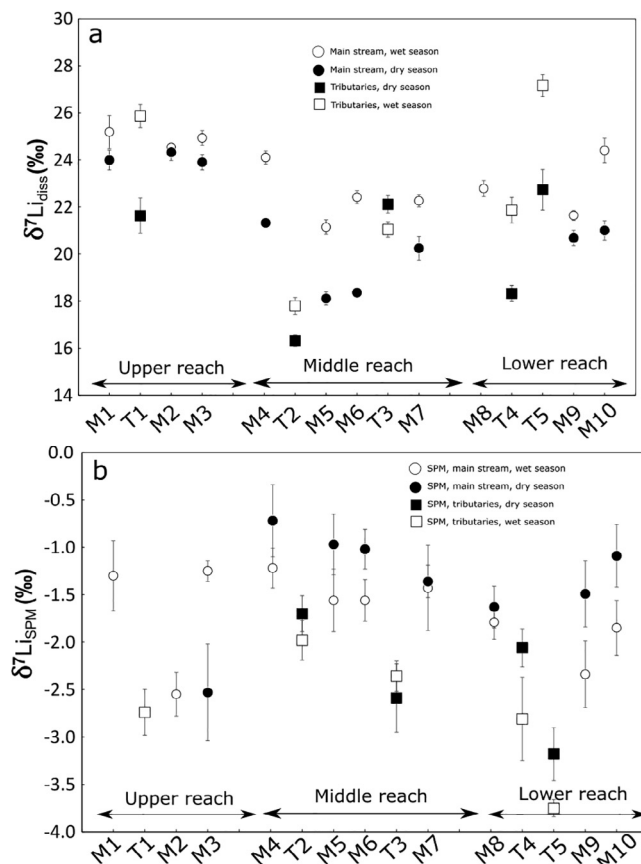 a
30
28
26
24
22
20
18
16
14
δ⁷Li_diss (‰)
Main stream, wet season
Main stream, dry season
Tributaries, dry season
Tributaries, wet season
Upper reach Middle reach Lower reach
M1 T1 M2 M3 M4 T2 M5 M6 T3 M7 M8 T4 T5 M9 M10
b
0.0
-0.5
-1.0
-1.5
-2.0
-2.5
-3.0
-3.5
-4.0
δ⁷Li_SPM (‰)
SPM, main stream, wet season
SPM, main stream, dry season
SPM, tributaries, dry season
SPM, tributaries, wet season
Upper reach Middle reach Lower reach
M1 T1 M2 M3 M4 T2 M5 M6 T3 M7 M8 T4 T5 M9 M10